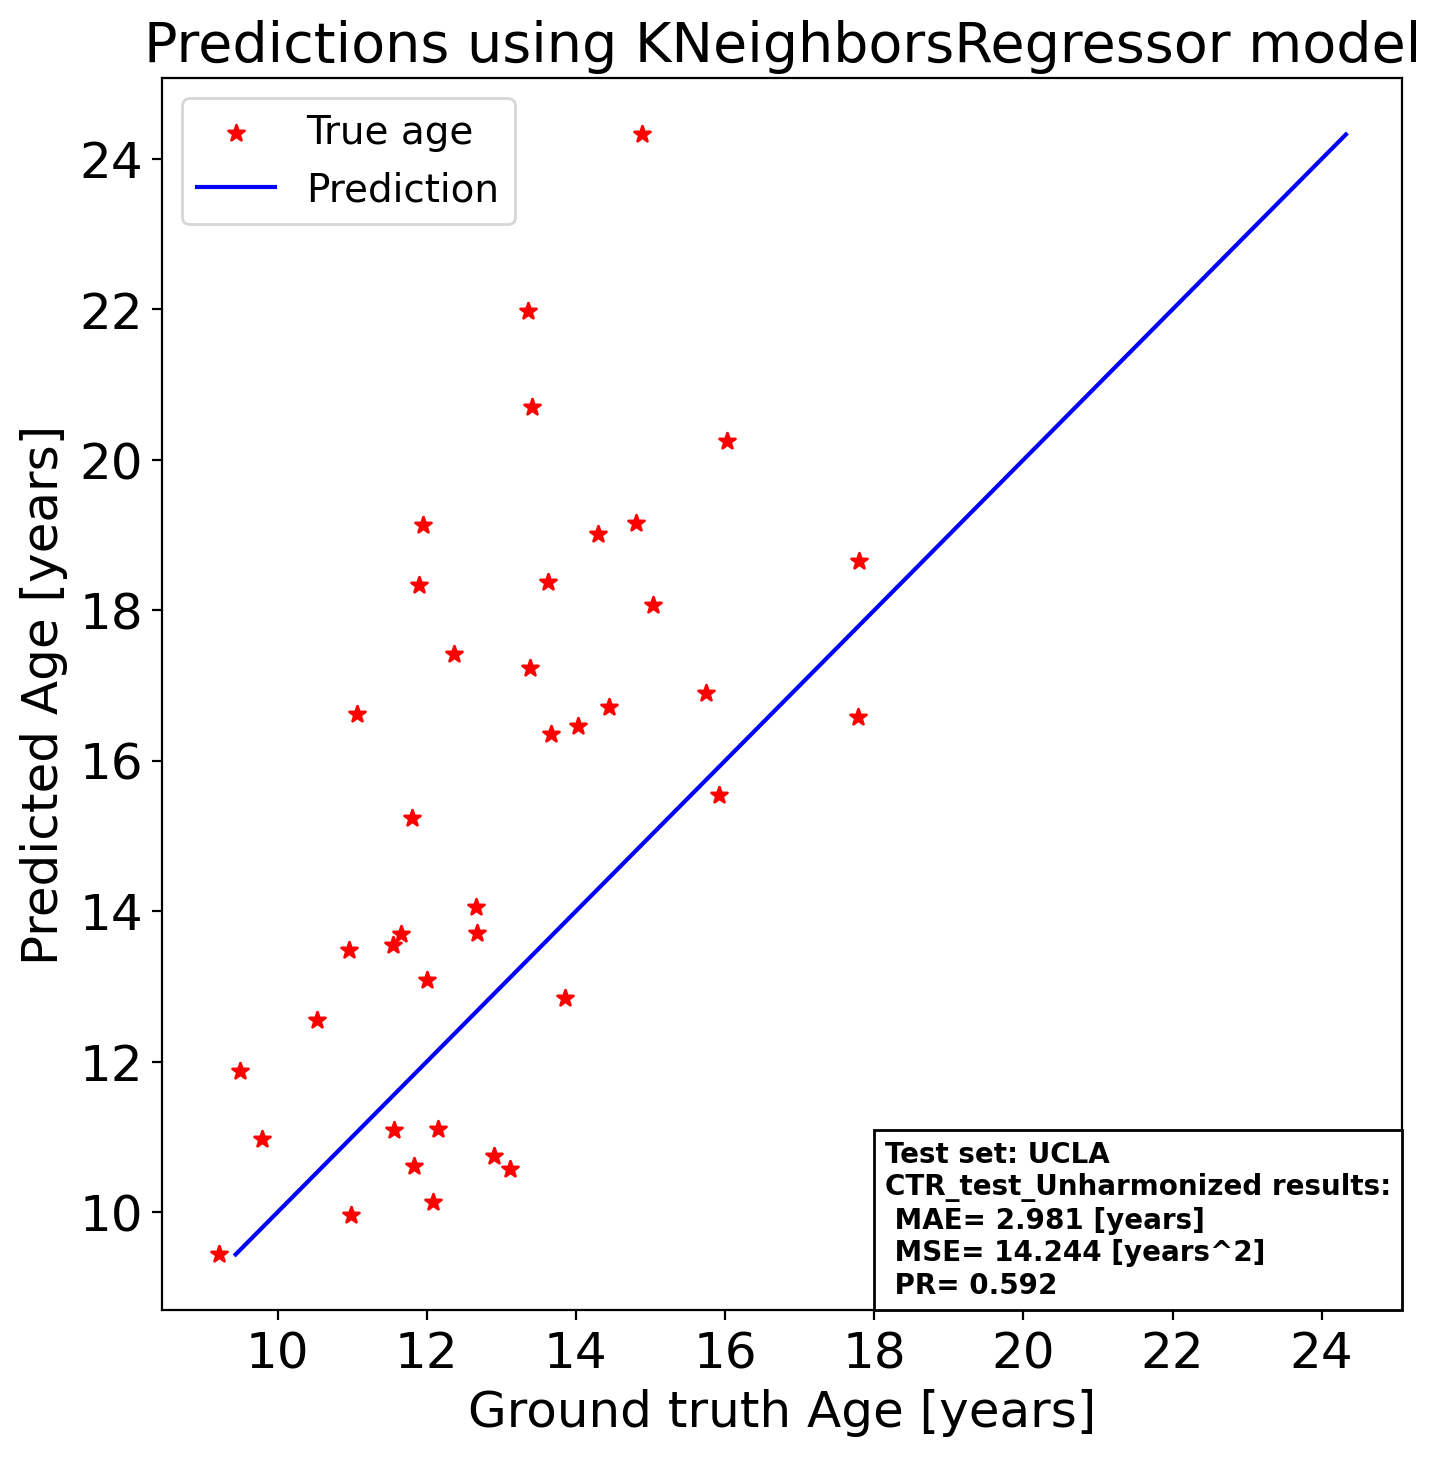 Predictions using KNeighborsRegressor model
True age
Prediction
24
22
20
18
16
14
12
10
Predicted Age [years]
Test set: UCLA
CTR_test_Unharmonized results:
MAE= 2.981 [years]
MSE= 14.244 [years^2]
PR= 0.592
10 12 14 16 18 20 22 24
Ground truth Age [years]